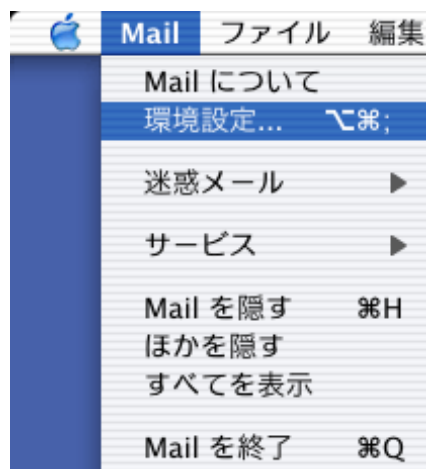 Mail ファイル 編集
Mail について
環境設定... ⌥⌘;
迷惑メール ▶
サービス ▶
Mail を隠す ⌘H
ほかを隠す
すべてを表示
Mail を終了 ⌘Q